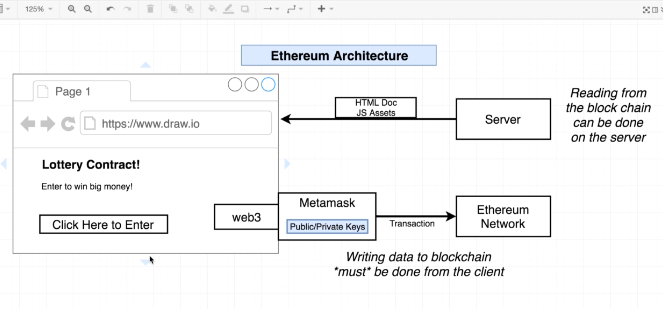 125%
Ethereum Architecture
Page 1
https://www.draw.io
Lottery Contract!
Enter to win big money!
Click Here to Enter
web3
HTML Doc
JS Assets
Server
Reading from
the block chain
can be done
on the server
Metamask
Public/Private Keys
Transaction
Ethereum
Network
Writing data to blockchain
*must* be done from the client